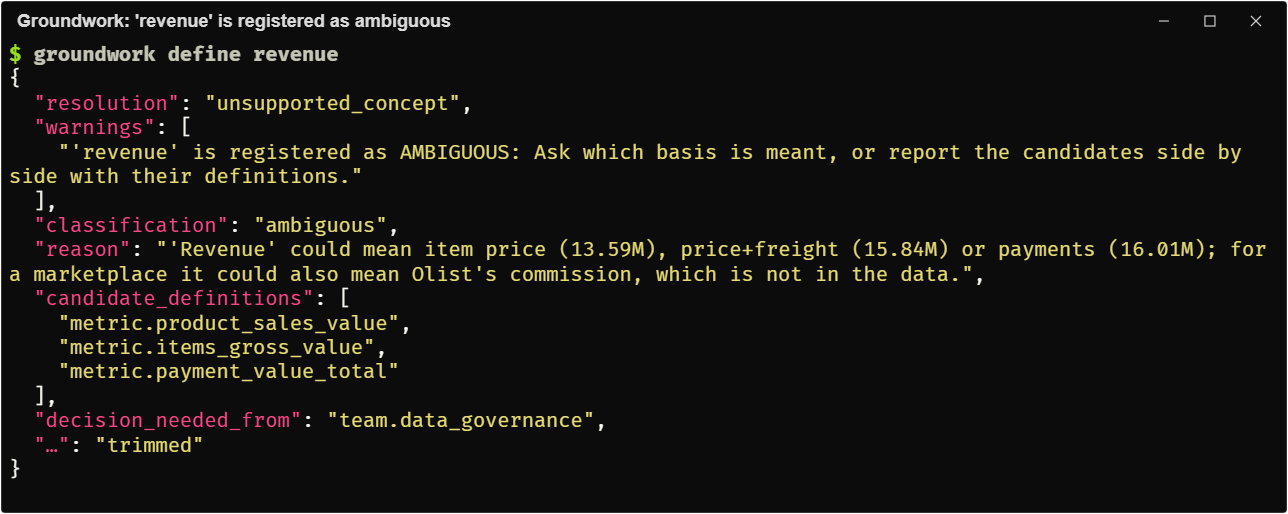 Groundwork: 'revenue' is registered as ambiguous
$ groundwork define revenue
{
  "resolution": "unsupported_concept",
  "warnings": [
    "'revenue' is registered as AMBIGUOUS: Ask which basis is meant, or report the candidates side by
side with their definitions."
  ],
  "classification": "ambiguous",
  "reason": "'Revenue' could mean item price (13.59M), price+freight (15.84M) or payments (16.01M); for
a marketplace it could also mean Olist's commission, which is not in the data.",
  "candidate_definitions": [
    "metric.product_sales_value",
    "metric.items_gross_value",
    "metric.payment_value_total"
  ],
  "decision_needed_from": "team.data_governance",
  "…": "trimmed"
}